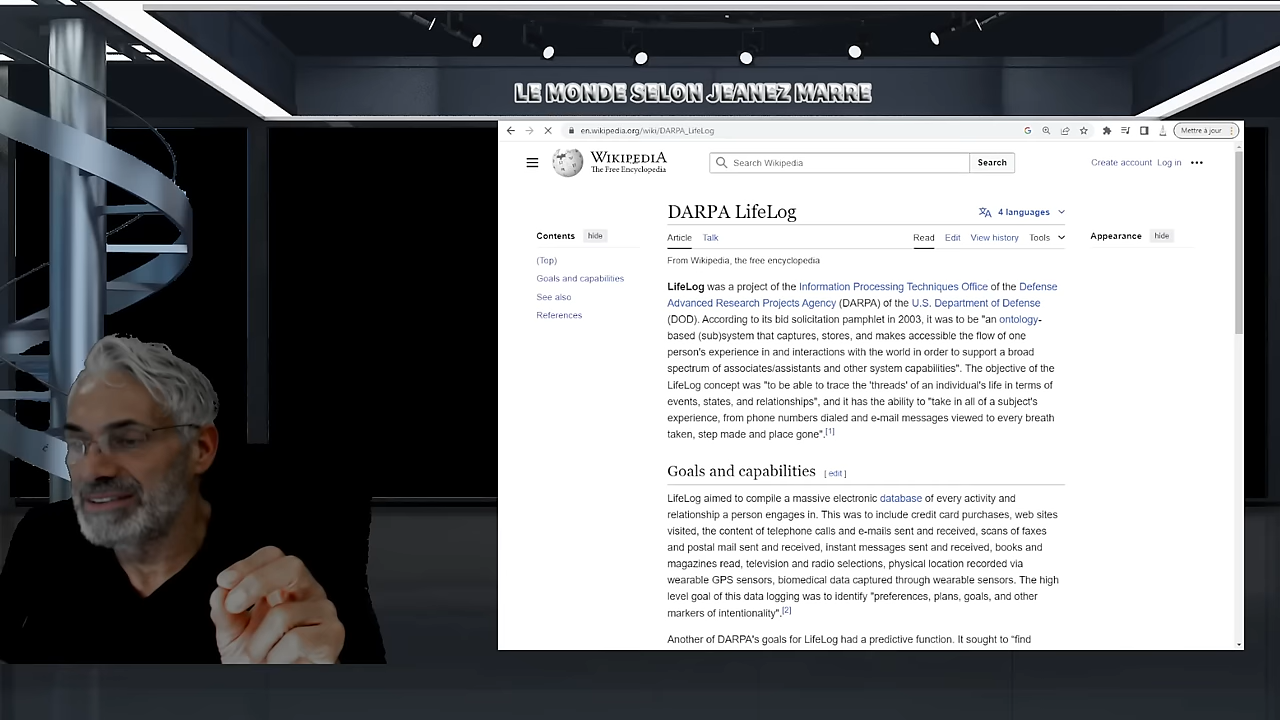 LE MONDE SELON JEANEZ MARRE
en.wikipedia.org/wiki/DARPA_LifeLog
Mettre à jour
WIKIPEDIA
The Free Encyclopedia
Search Wikipedia
Search
Create account Log in
DARPA LifeLog
4 languages
Contents hide
Article Talk
Read Edit View history Tools
Appearance hide
(Top)
Goals and capabilities
See also
References
From Wikipedia, the free encyclopedia
LifeLog was a project of the Information Processing Techniques Office of the Defense
Advanced Research Projects Agency (DARPA) of the U.S. Department of Defense
(DOD). According to its bid solicitation pamphlet in 2003, it was to be "an ontology-
based (sub)system that captures, stores, and makes accessible the flow of one
person's experience in and interactions with the world in order to support a broad
spectrum of associates/assistants and other system capabilities". The objective of the
LifeLog concept was "to be able to trace the 'threads' of an individual's life in terms of
events, states, and relationships", and it has the ability to "take in all of a subject's
experience, from phone numbers dialed and e-mail messages viewed to every breath
taken, step made and place gone".[1]
Goals and capabilities [ edit ]
LifeLog aimed to compile a massive electronic database of every activity and
relationship a person engages in. This was to include credit card purchases, web sites
visited, the content of telephone calls and e-mails sent and received, scans of faxes
and postal mail sent and received, instant messages sent and received, books and
magazines read, television and radio selections, physical location recorded via
wearable GPS sensors, biomedical data captured through wearable sensors. The high
level goal of this data logging was to identify "preferences, plans, goals, and other
markers of intentionality".[2]
Another of DARPA's goals for LifeLog had a predictive function. It sought to "find